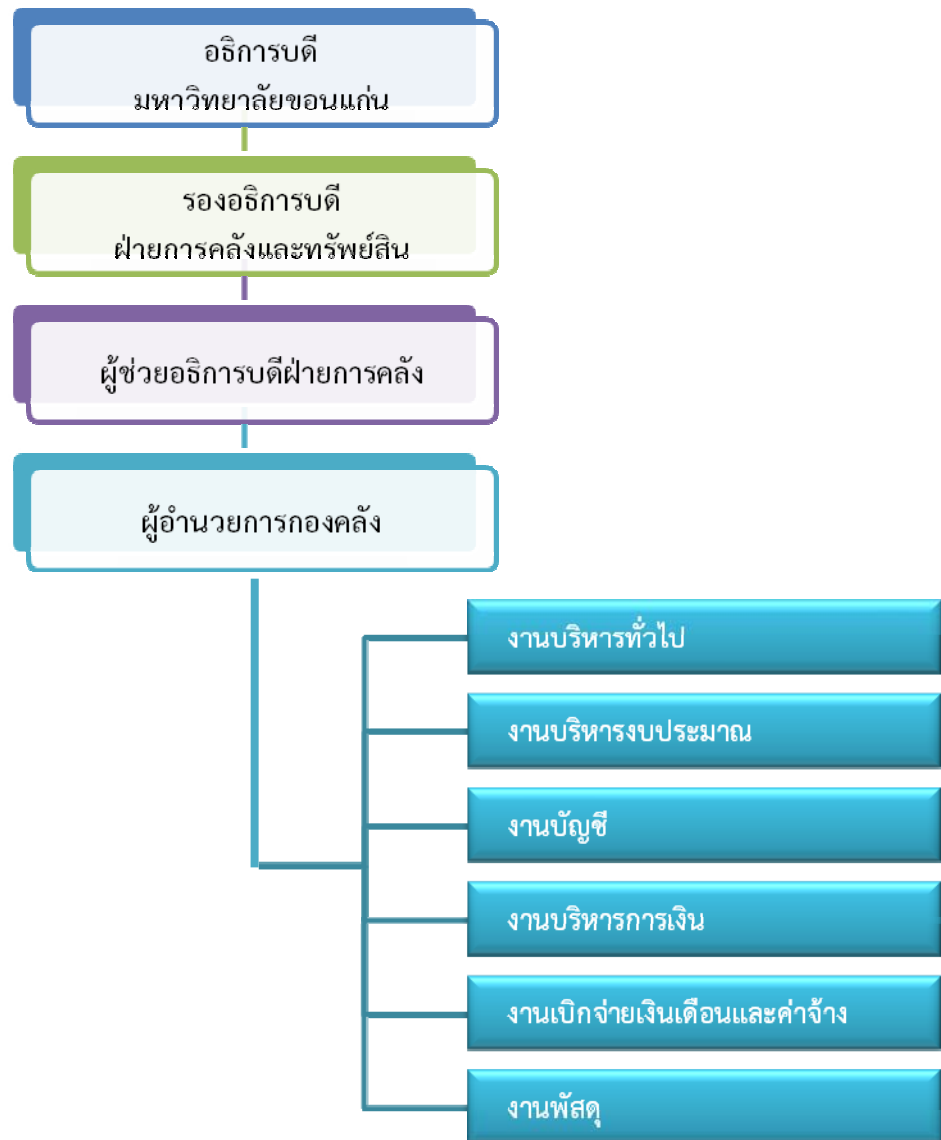 อธิการบดี
มหาวิทยาลัยขอนแก่น
รองอธิการบดี
ฝ่ายการคลังและทรัพย์สิน
ผู้ช่วยอธิการบดีฝ่ายการคลัง
ผู้อำนวยการกองคลัง
งานบริหารทั่วไป
งานบริหารงบประมาณ
งานบัญชี
งานบริหารการเงิน
งานเบิกจ่ายเงินเดือนและค่าจ้าง
งานพัสดุ